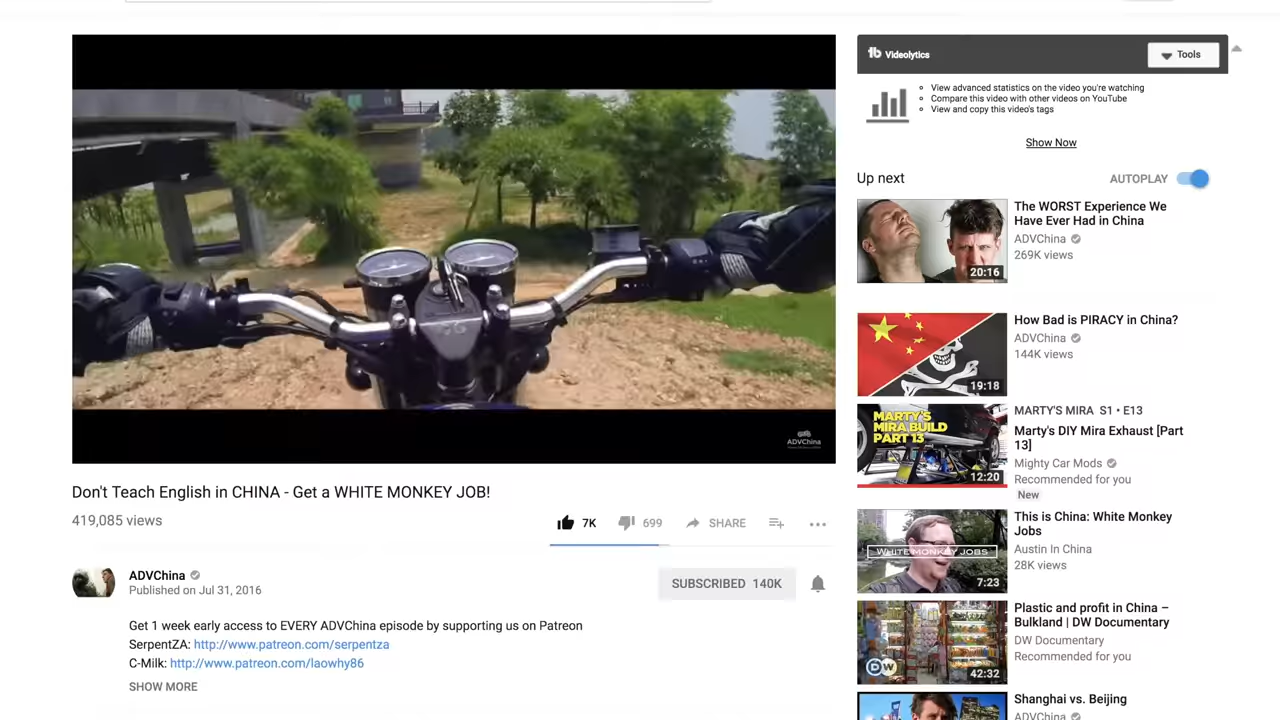 ADVChina
Don't Teach English in CHINA - Get a WHITE MONKEY JOB!
419,085 views
7K
699
SHARE
ADVChina
Published on Jul 31, 2016
SUBSCRIBED 140K
Get 1 week early access to EVERY ADVChina episode by supporting us on Patreon
SerpentZA: http://www.patreon.com/serpentza
C-Milk: http://www.patreon.com/laowhy86
SHOW MORE
Videolytics
Tools
View advanced statistics on the video you're watching
Compare this video with other videos on YouTube
View and copy this video's tags
Show Now
Up next
AUTOPLAY
20:16
The WORST Experience We
Have Ever Had in China
ADVChina
269K views
19:18
How Bad is PIRACY in China?
ADVChina
144K views
MARTY'S
MIRA BUILD
PART 13
12:20
MARTY'S MIRA S1 • E13
Marty's DIY Mira Exhaust [Part
13]
Mighty Car Mods
Recommended for you
New
WHITE MONKEY JOBS
7:23
This is China: White Monkey
Jobs
Austin In China
28K views
DW
42:32
Plastic and profit in China –
Bulkland | DW Documentary
DW Documentary
Recommended for you
Shanghai vs. Beijing
ADVChina